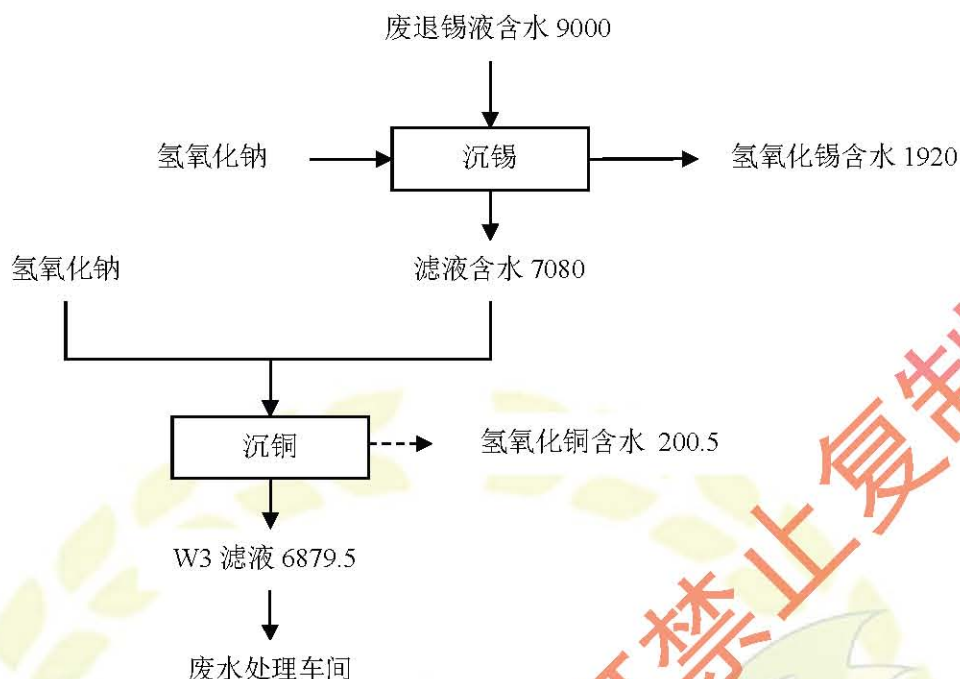 废退锡液含水 9000
氢氧化钠
沉锡
氢氧化锡含水 1920
氢氧化钠
滤液含水 7080
沉铜
氢氧化铜含水 200.5
W3 滤液 6879.5
废水处理车间
禁止复制